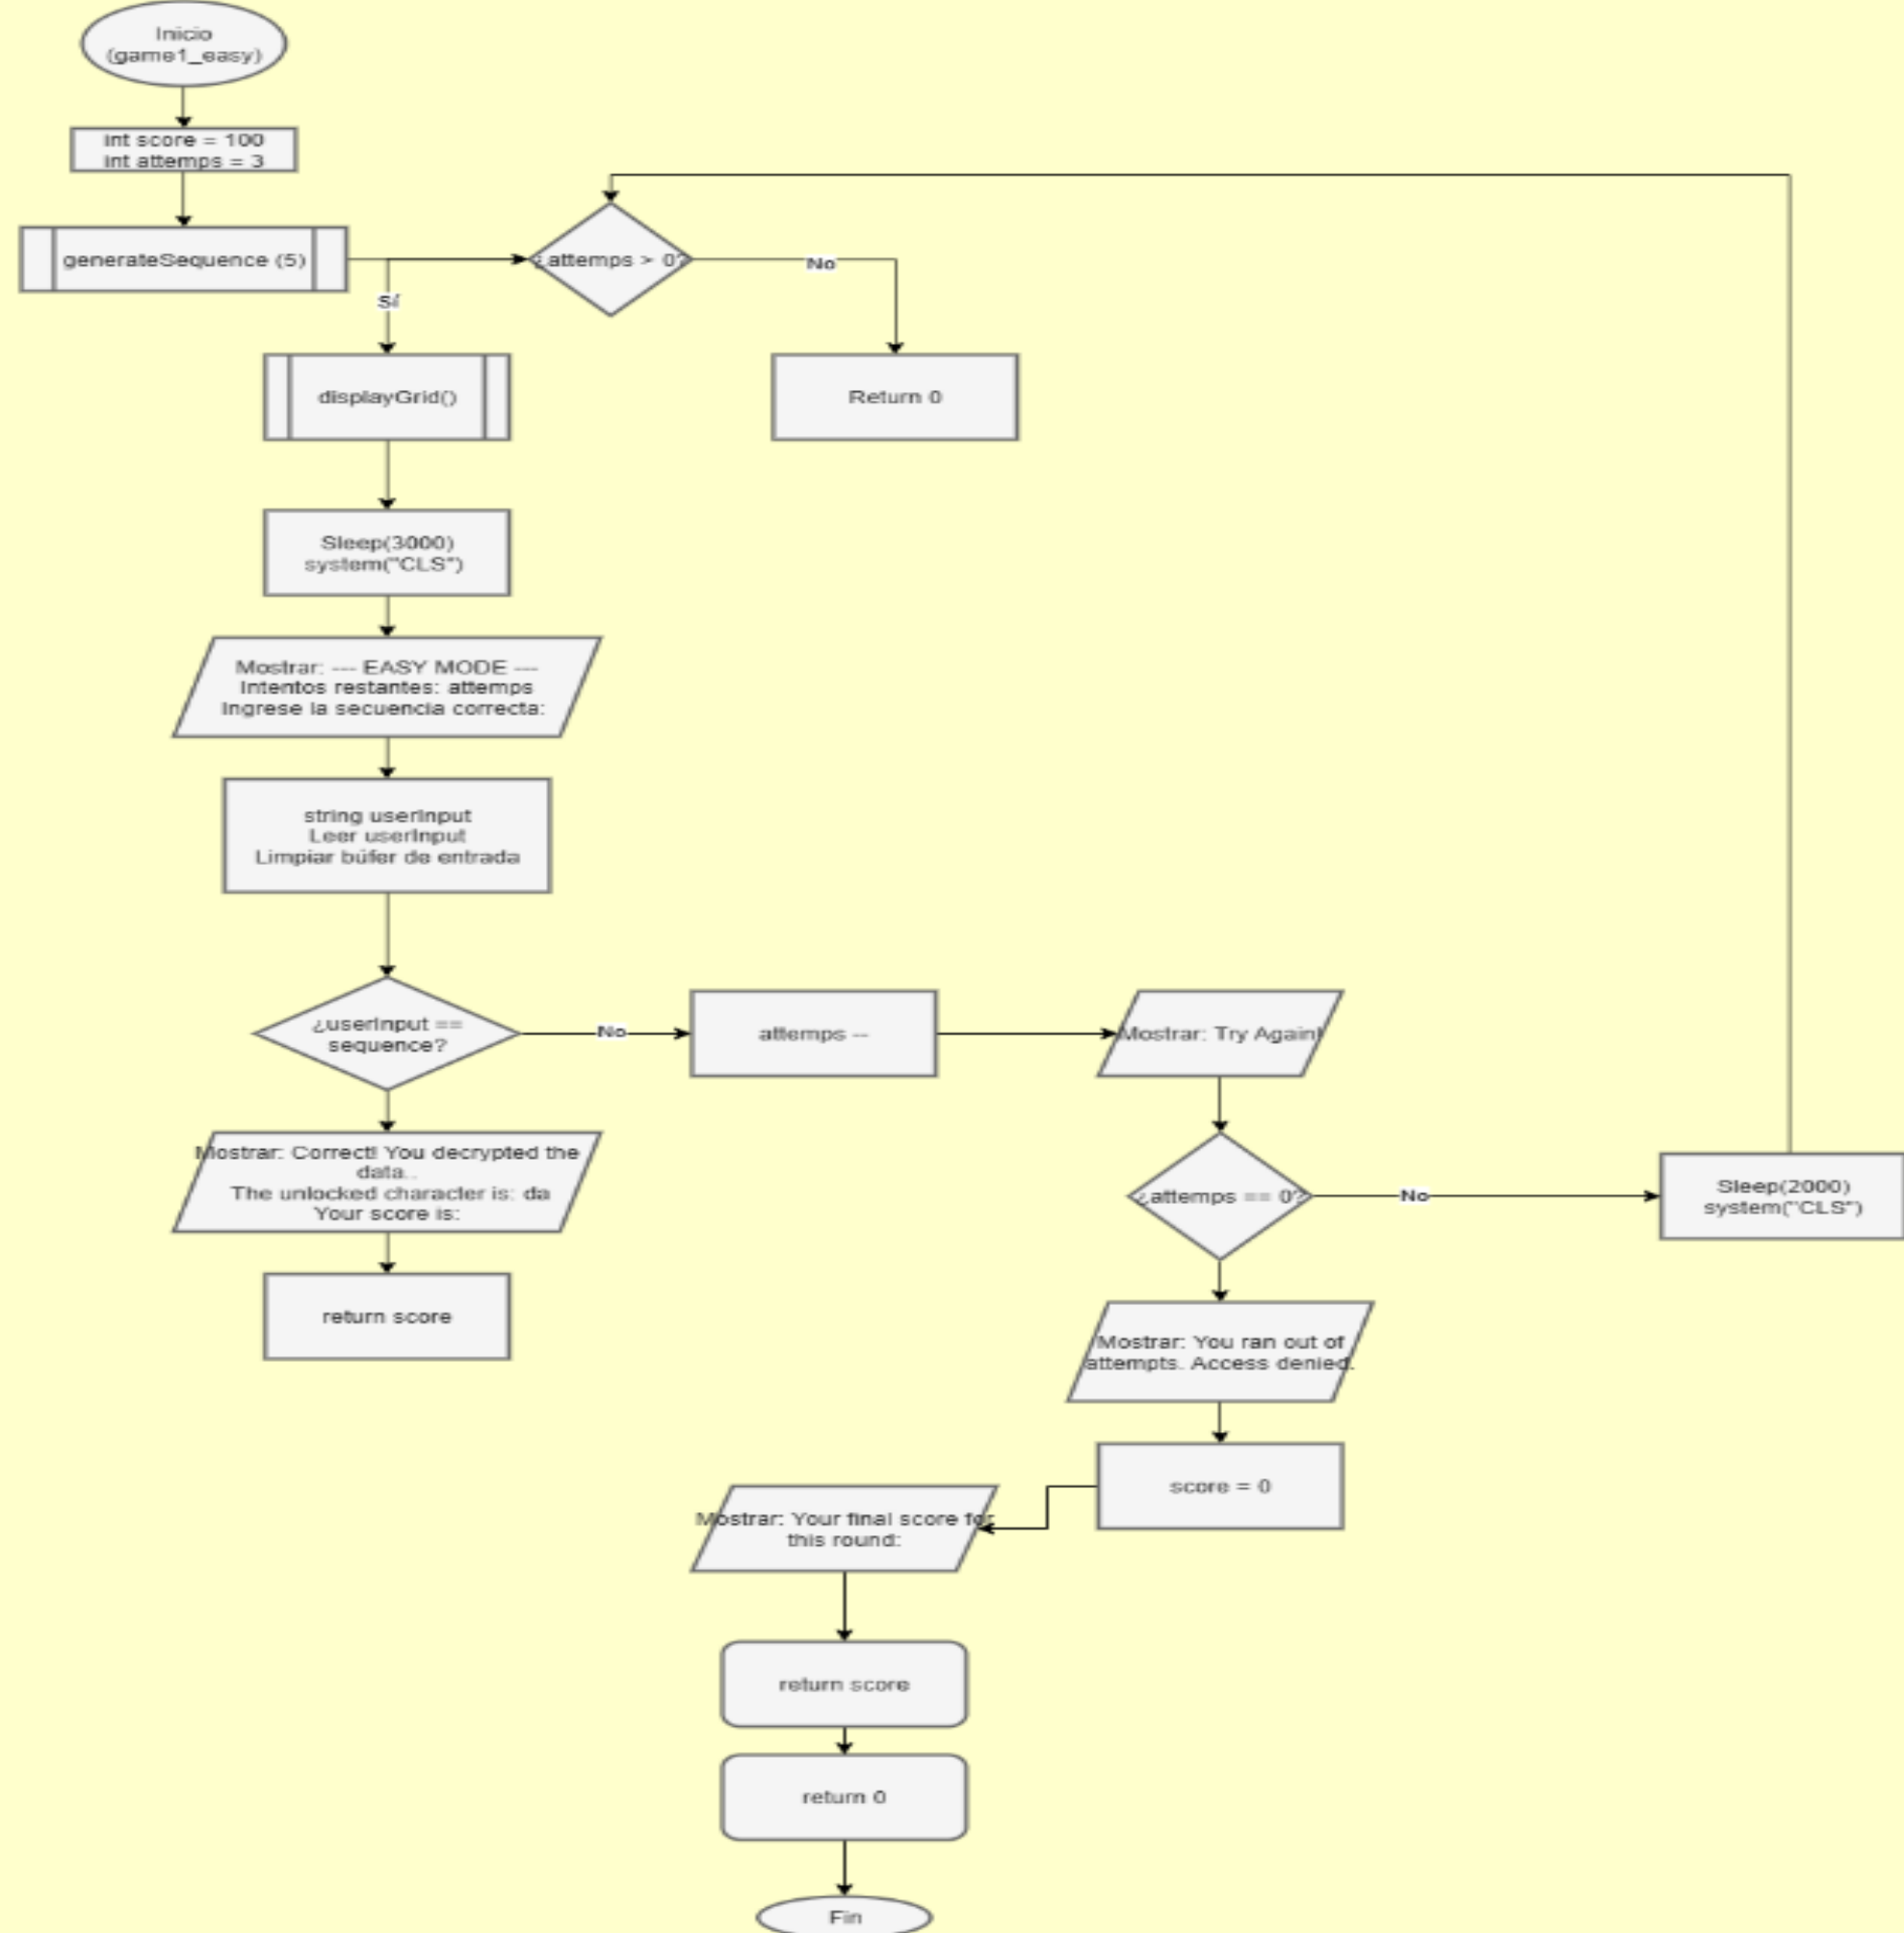 Inicio
(game1_easy)
int score = 100
int attemps = 3
generateSequence (5)
¿attemps > 0?
No
Sí
displayGrid()
Return 0
Sleep(3000)
system("CLS")
Mostrar: --- EASY MODE ---
Intentos restantes: attemps
Ingrese la secuencia correcta:
string userInput
Leer userInput
Limpiar búfer de entrada
¿userInput ==
sequence?
No
attemps --
Mostrar: Try Again!
Mostrar: Correct! You decrypted the
data..
The unlocked character is: da
Your score is:
¿attemps == 0?
No
Sleep(2000)
system("CLS")
return score
Mostrar: You ran out of
attempts. Access denied.
score = 0
Mostrar: Your final score for
this round:
return score
return 0
Fin